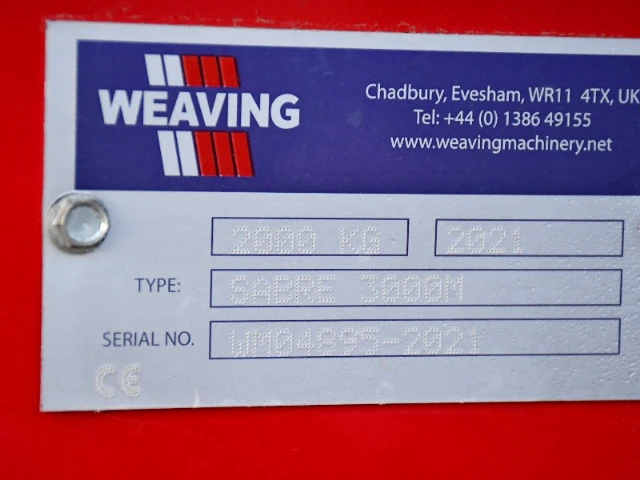 WEAVING
Chadbury, Evesham, WR11 4TX, UK
Tel: +44 (0) 1386 49155
www.weavingmachinery.net
2000 KG 2021
TYPE: SABRE 3000M
SERIAL NO. WM04895-2021
CE